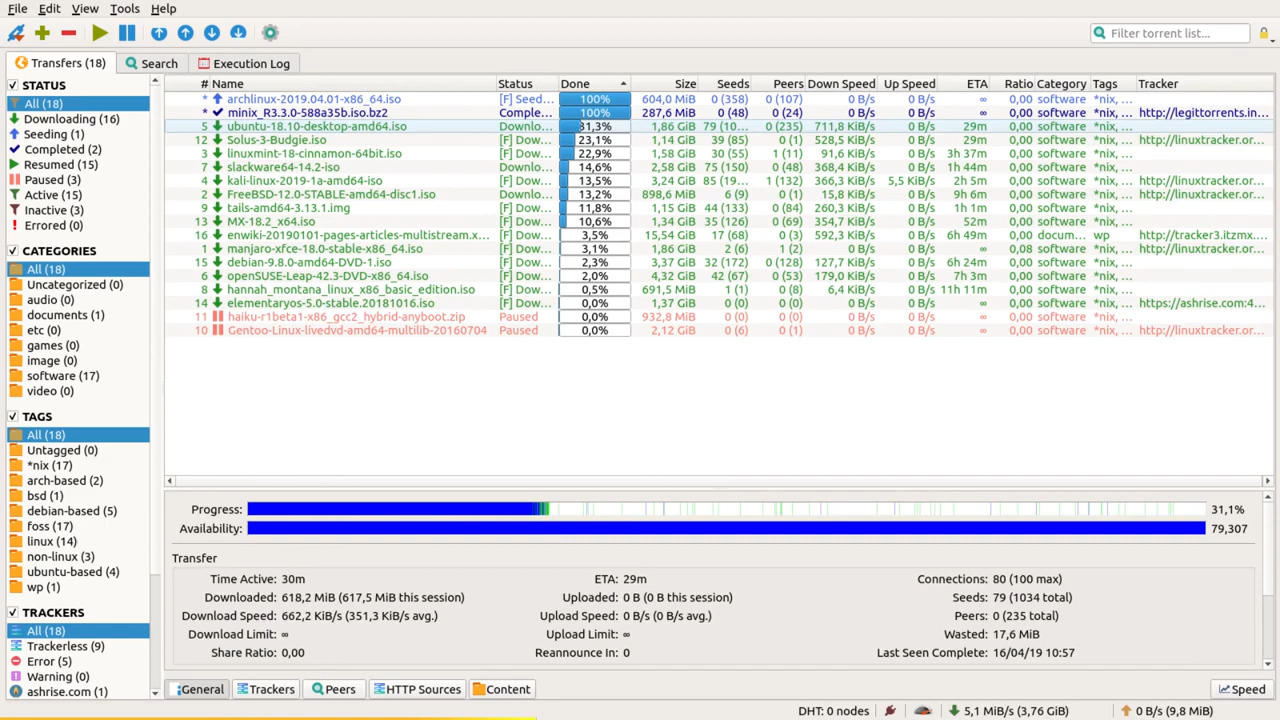 File Edit View Tools Help
Filter torrent list...
Transfers (18) Search Execution Log
STATUS
All (18)
Downloading (16)
Seeding (1)
Completed (2)
Resumed (15)
Paused (3)
Active (15)
Inactive (3)
Errored (0)
CATEGORIES
All (18)
Uncategorized (0)
audio (0)
documents (1)
etc (0)
games (0)
image (0)
software (17)
video (0)
TAGS
All (18)
Untagged (0)
*nix (17)
arch-based (2)
bsd (1)
debian-based (5)
foss (17)
linux (14)
non-linux (3)
ubuntu-based (4)
wp (1)
TRACKERS
All (18)
Trackerless (9)
Error (5)
Warning (0)
ashrise.com (1)
# Name Status Done Size Seeds Peers Down Speed Up Speed ETA Ratio Category Tags Tracker
* archlinux-2019.04.01-x86_64.iso [F] Seed... 100% 604,0 MiB 0 (358) 0 (107) 0 B/s 0 B/s ∞ 0,00 software *nix, ...
* minix_R3.3.0-588a35b.iso.bz2 Comple... 100% 287,6 MiB 0 (48) 0 (24) 0 B/s 0 B/s ∞ 0,00 software *nix, ... http://legittorrents.in...
5 ubuntu-18.10-desktop-amd64.iso Downlo... 31,3% 1,86 GiB 79 (10... 0 (235) 711,8 KiB/s 0 B/s 29m 0,00 software *nix, ...
12 Solus-3-Budgie.iso [F] Dow... 23,1% 1,14 GiB 39 (85) 0 (1) 528,5 KiB/s 0 B/s 29m 0,00 software *nix, ... http://linuxtracker.or...
3 linuxmint-18-cinnamon-64bit.iso [F] Dow... 22,9% 1,58 GiB 30 (55) 1 (11) 91,6 KiB/s 0 B/s 3h 37m 0,00 software *nix, ... http://linuxtracker.or...
7 slackware64-14.2-iso Downlo... 14,6% 2,58 GiB 75 (150) 0 (48) 368,4 KiB/s 0 B/s 1h 44m 0,00 software *nix, ...
4 kali-linux-2019-1a-amd64-iso [F] Dow... 13,5% 3,24 GiB 85 (19... 1 (132) 366,3 KiB/s 5,5 KiB/s 2h 5m 0,00 software *nix, ... http://linuxtracker.or...
2 FreeBSD-12.0-STABLE-amd64-disc1.iso Downlo... 13,2% 898,6 MiB 6 (9) 0 (2) 15,8 KiB/s 0 B/s 9h 6m 0,00 software *nix, ... http://linuxtracker.or...
9 tails-amd64-3.13.1.img [F] Dow... 11,8% 1,15 GiB 44 (133) 0 (84) 260,3 KiB/s 0 B/s 1h 1m 0,00 software *nix, ...
13 MX-18.2_x64.iso [F] Dow... 10,6% 1,34 GiB 35 (126) 0 (69) 354,7 KiB/s 0 B/s 52m 0,00 software *nix, ...
16 enwiki-20190101-pages-articles-multistream.x... [F] Dow... 3,5% 15,54 GiB 17 (68) 0 (3) 592,3 KiB/s 0 B/s 6h 49m 0,00 docum... wp http://tracker3.itzmx....
1 manjaro-xfce-18.0-stable-x86_64.iso [F] Dow... 3,1% 1,86 GiB 2 (6) 1 (2) 0 B/s 0 B/s ∞ 0,08 software *nix, ... http://linuxtracker.or...
15 debian-9.8.0-amd64-DVD-1.iso [F] Dow... 2,3% 3,37 GiB 32 (172) 0 (128) 127,7 KiB/s 0 B/s 6h 24m 0,00 software *nix, ...
6 openSUSE-Leap-42.3-DVD-x86_64.iso [F] Dow... 2,0% 4,32 GiB 42 (67) 0 (53) 179,0 KiB/s 0 B/s 7h 3m 0,00 software *nix, ...
8 hannah_montana_linux_x86_basic_edition.iso [F] Dow... 0,5% 691,5 MiB 1 (1) 0 (8) 6,4 KiB/s 0 B/s 11h 11m 0,00 software *nix, ...
14 elementaryos-5.0-stable.20181016.iso [F] Dow... 0,0% 1,37 GiB 0 (0) 0 (0) 0 B/s 0 B/s ∞ 0,00 software *nix, ... https://ashrise.com:4...
11 haiku-r1beta1-x86_gcc2_hybrid-anyboot.zip Paused 0,0% 932,8 MiB 0 (0) 0 (0) 0 B/s 0 B/s ∞ 0,00 software *nix, ...
10 Gentoo-Linux-livedvd-amd64-multilib-20160704 Paused 0,0% 2,12 GiB 0 (6) 0 (1) 0 B/s 0 B/s ∞ 0,00 software *nix, ... http://linuxtracker.or...
Progress: 31,1%
Availability: 79,307
Transfer
Time Active: 30m ETA: 29m Connections: 80 (100 max)
Downloaded: 618,2 MiB (617,5 MiB this session) Uploaded: 0 B (0 B this session) Seeds: 79 (1034 total)
Download Speed: 662,2 KiB/s (351,3 KiB/s avg.) Upload Speed: 0 B/s (0 B/s avg.) Peers: 0 (235 total)
Download Limit: ∞ Upload Limit: ∞ Wasted: 17,6 MiB
Share Ratio: 0,00 Reannounce In: 0 Last Seen Complete: 16/04/19 10:57
General Trackers Peers HTTP Sources Content Speed
DHT: 0 nodes 5,1 MiB/s (3,76 GiB) 0 B/s (9,8 MiB)